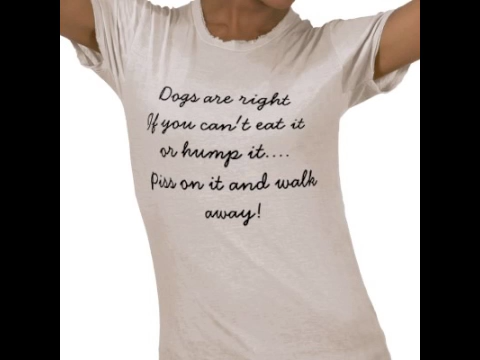 Dogs are right
If you can't eat it
or hump it....
Piss on it and walk
away!